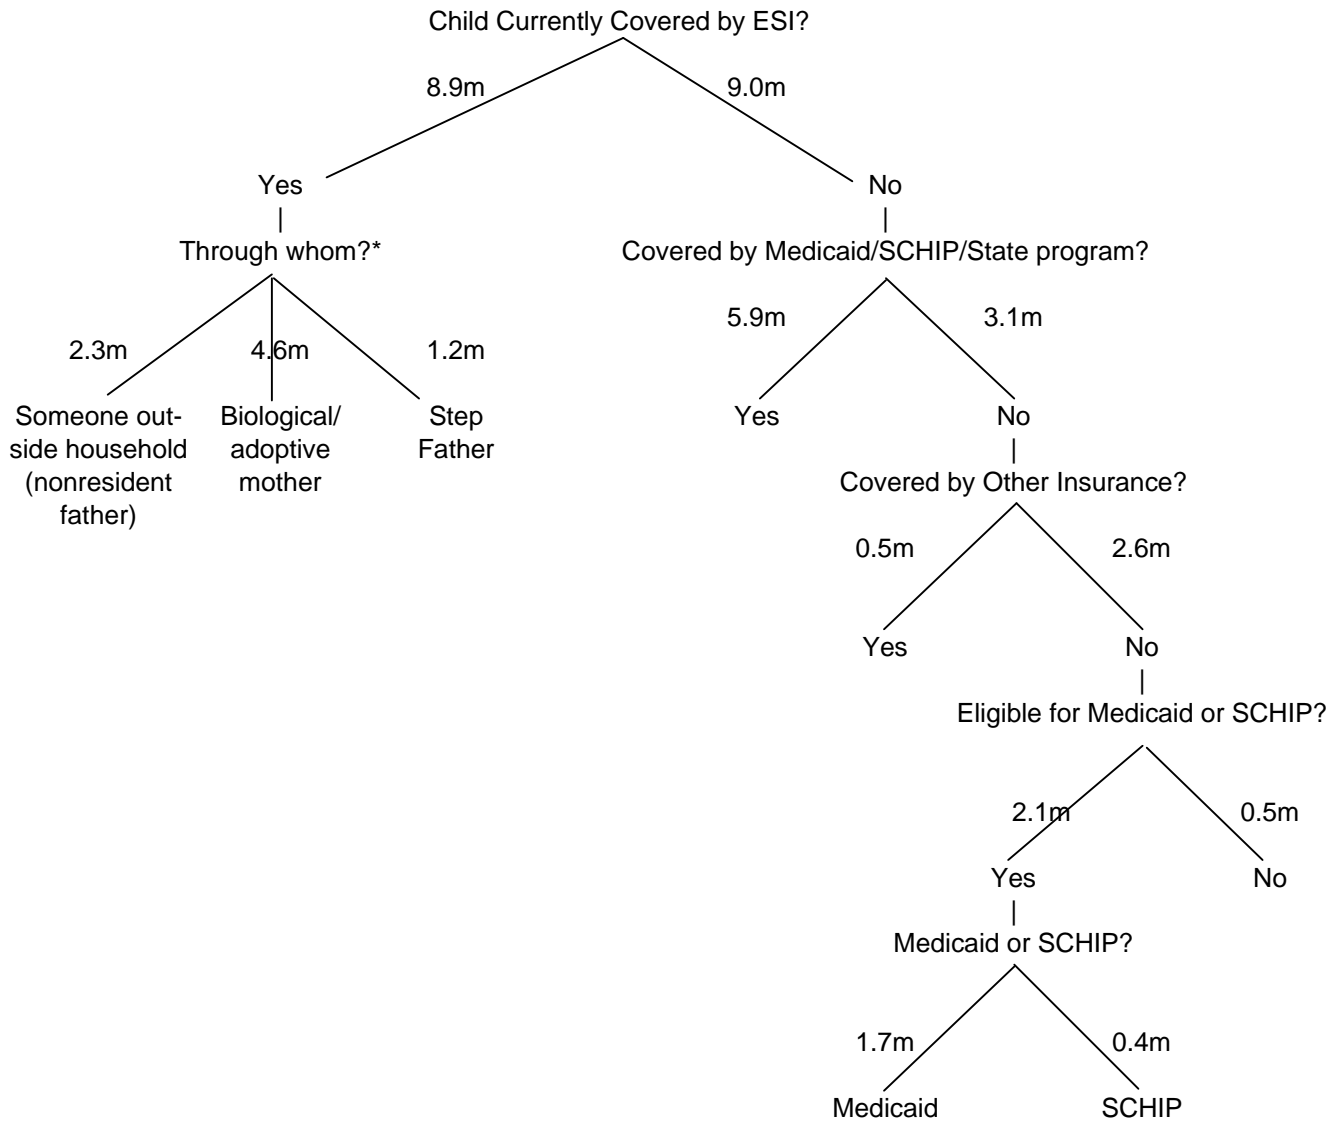 Child Currently Covered by ESI?
8.9m
9.0m
Yes
No
Through whom?*
Covered by Medicaid/SCHIP/State program?
2.3m
4.6m
1.2m
5.9m
3.1m
Someone out-
side household
(nonresident
father)
Biological/
adoptive
mother
Step
Father
Yes
No
Covered by Other Insurance?
0.5m
2.6m
Yes
No
Eligible for Medicaid or SCHIP?
2.1m
0.5m
Yes
No
Medicaid or SCHIP?
1.7m
0.4m
Medicaid
SCHIP